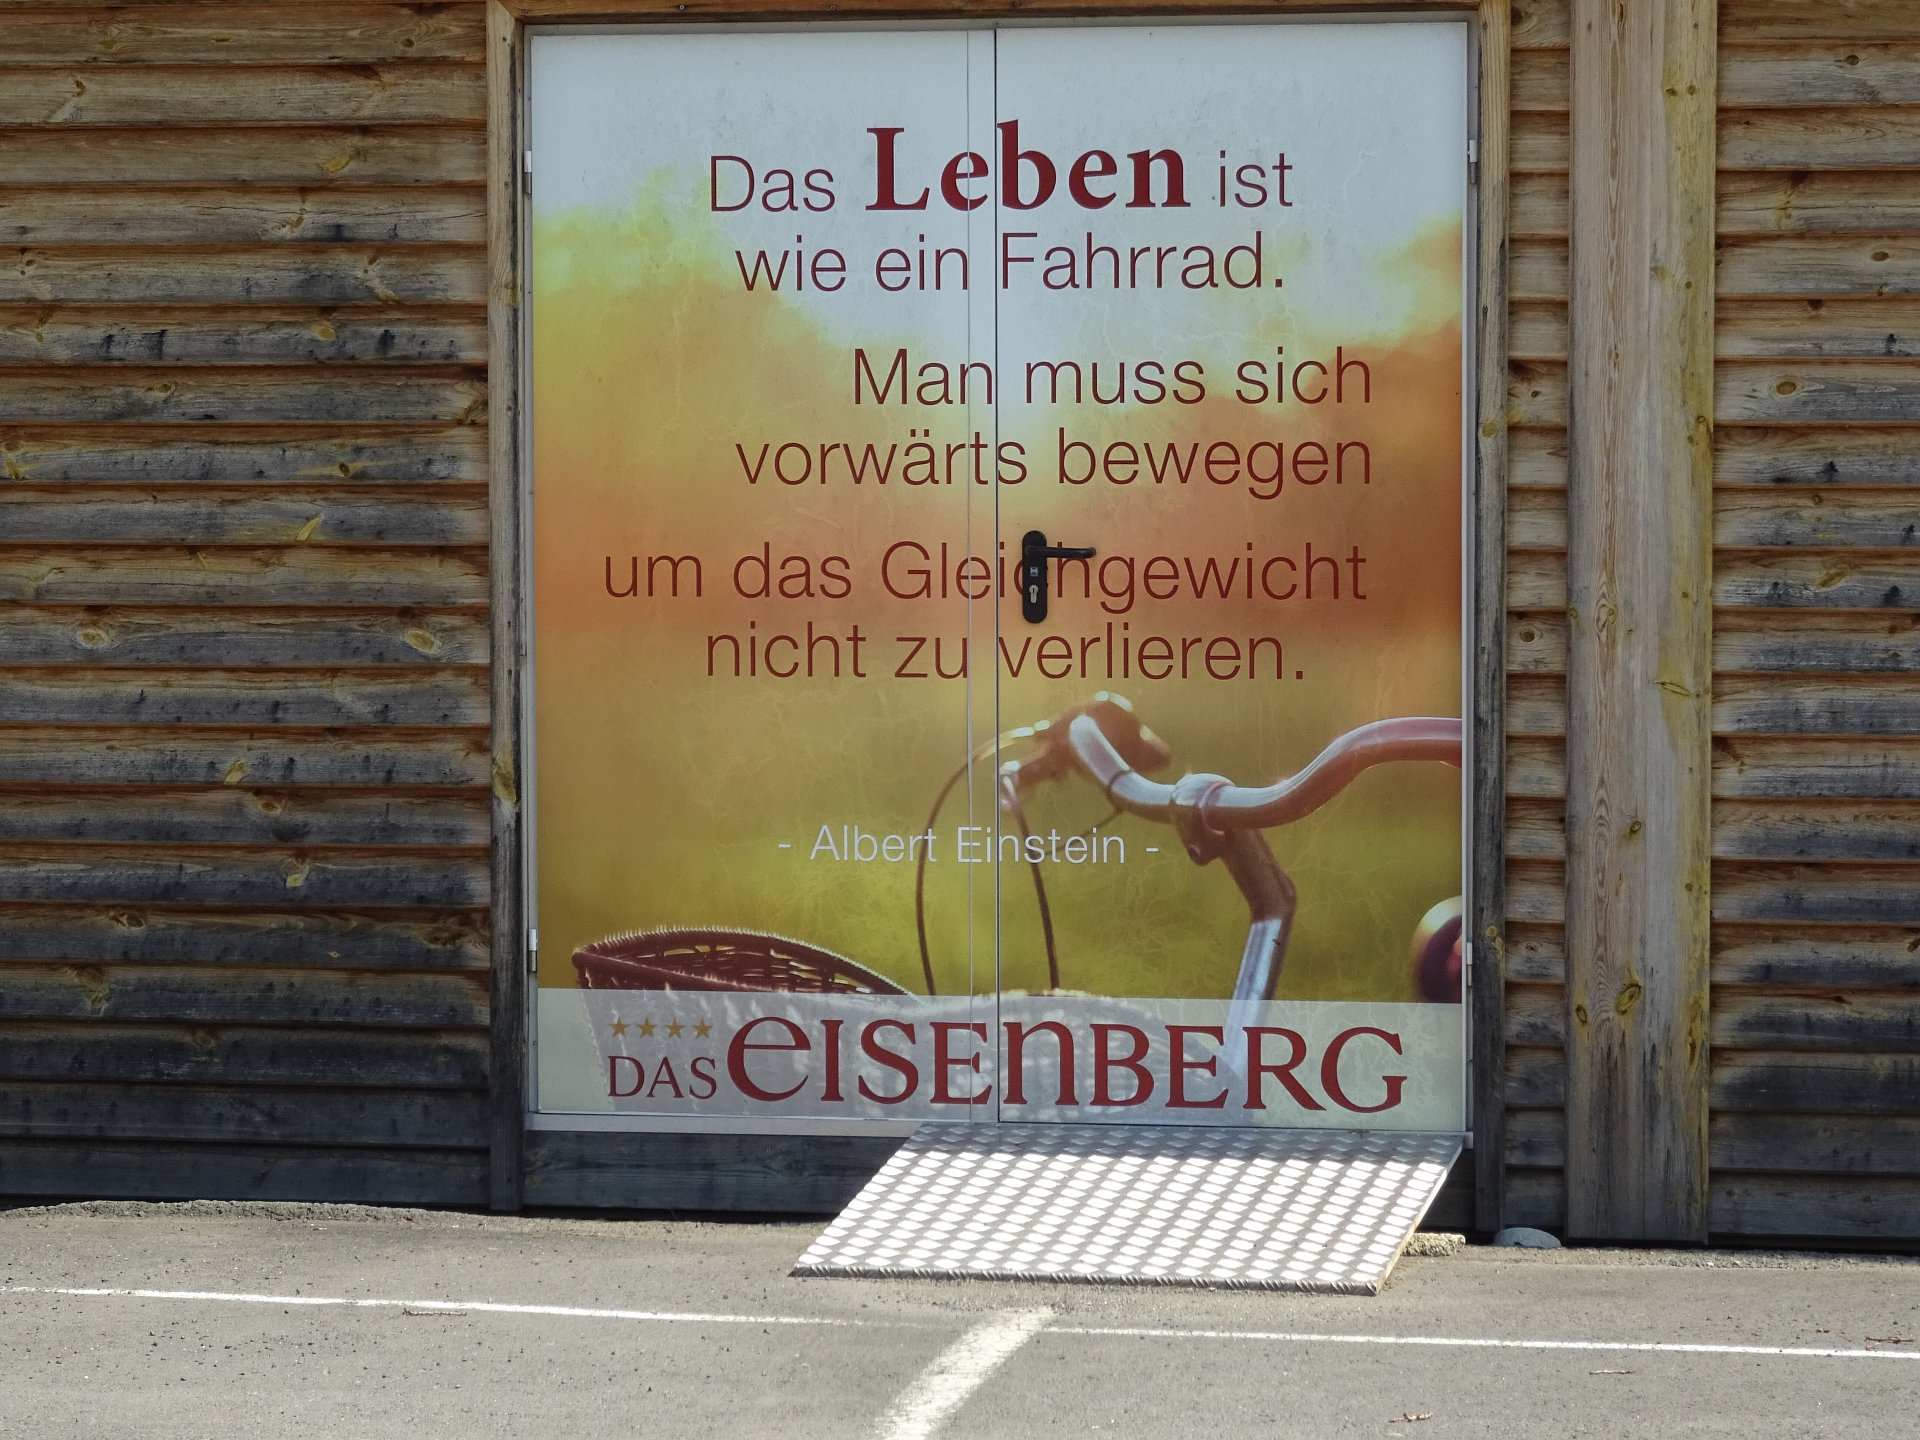 Das Leben ist
wie ein Fahrrad.
Man muss sich
vorwärts bewegen
um das Gleichgewicht
nicht zu verlieren.
- Albert Einstein -
DAS eISEnBERG